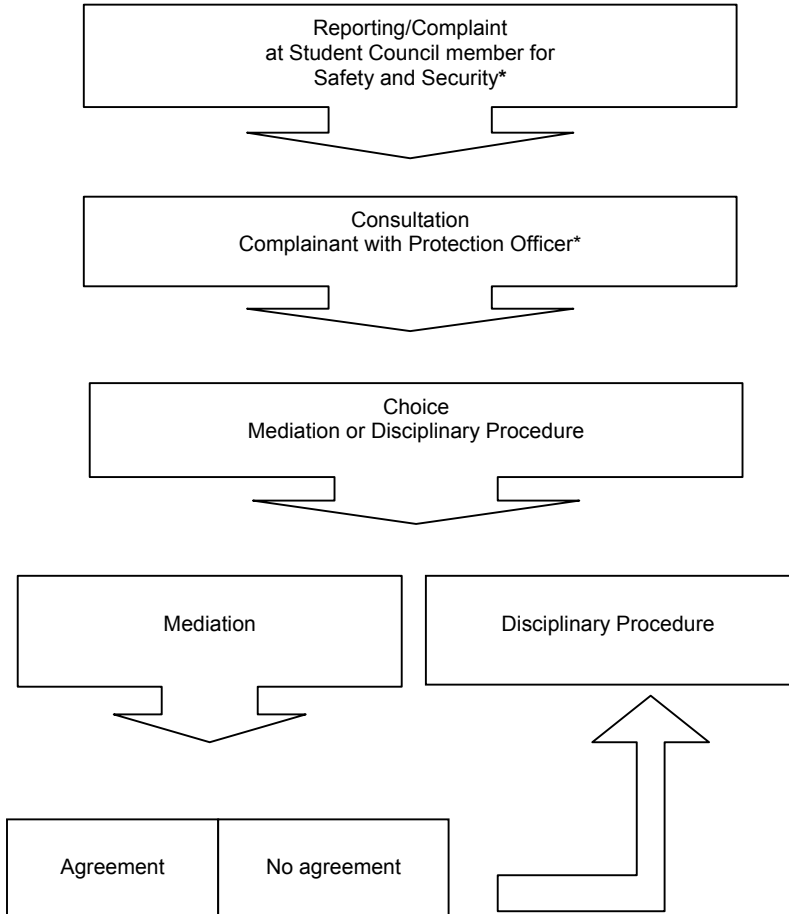 Reporting/Complaint
at Student Council member for
Safety and Security*
Consultation
Complainant with Protection Officer*
Choice
Mediation or Disciplinary Procedure
Mediation
Disciplinary Procedure
Agreement
No agreement